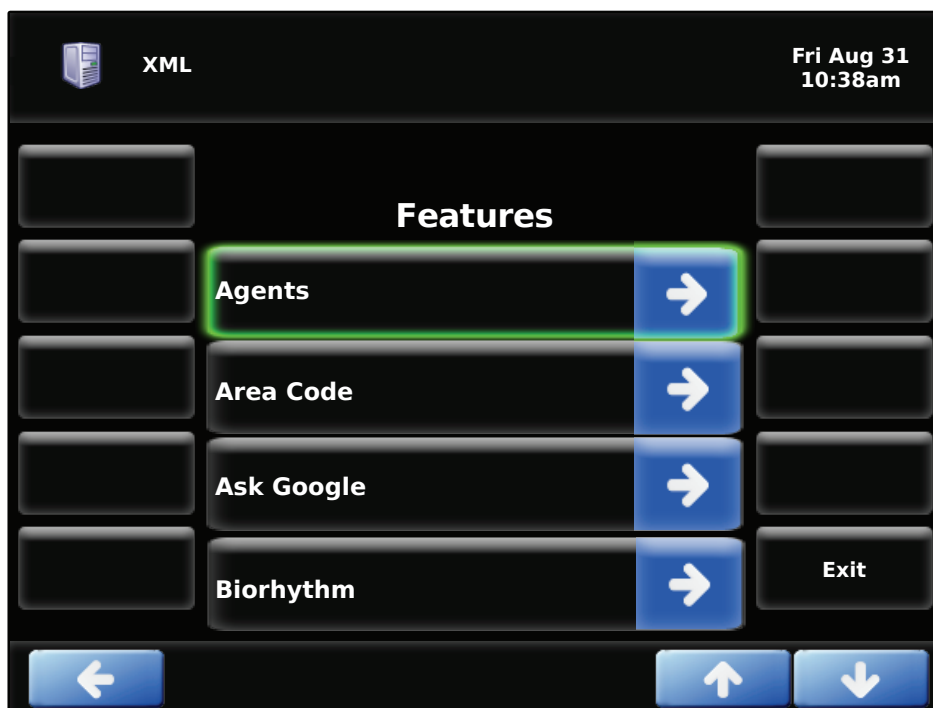 XML
Fri Aug 31
10:38am
Features
Agents
Area Code
Ask Google
Biorhythm
Exit